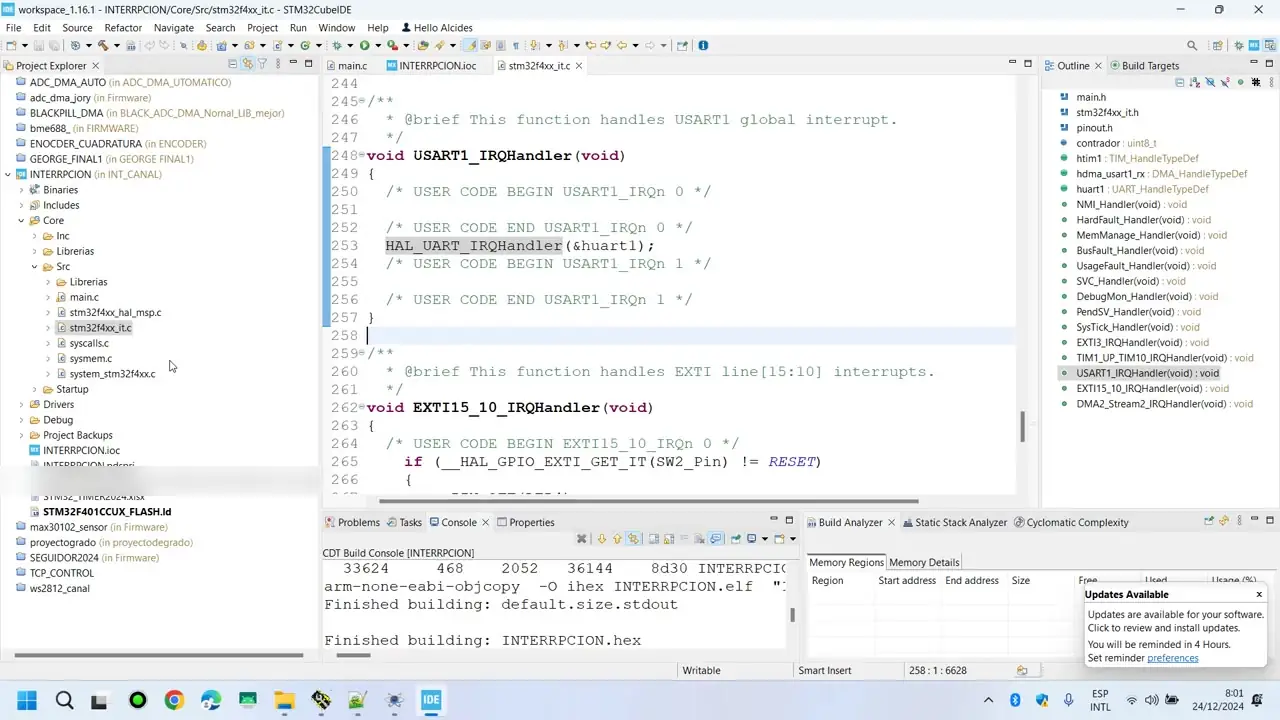 workspace_1.16.1 - INTERRPCION/Core/Src/stm32f4xx_it.c - STM32CubeIDE
File Edit Source Refactor Navigate Search Project Run Window Help Hello Alcides
Project Explorer
ADC_DMA_AUTO (in ADC_DMA_UTOMATICO)
adc_dma_jory (in Firmware)
BLACKPILL_DMA (in BLACK_ADC_DMA_Nornal_LIB_mejor)
bme688_ (in FIRMWARE)
ENOCDER_CUADRATURA (in ENCODER)
GEORGE_FINAL1 (in GEORGE FINAL1)
INTERRPCION (in INT_CANAL)
Binaries
Includes
Core
Inc
Librerias
Src
Librerias
main.c
stm32f4xx_hal_msp.c
stm32f4xx_it.c
syscalls.c
sysmem.c
system_stm32f4xx.c
Startup
Drivers
Debug
Project Backups
INTERRPCION.ioc
STM32_TIMER2024.xlsx
STM32F401CCUX_FLASH.ld
max30102_sensor (in Firmware)
proyectogrado (in proyectodegrado)
SEGUIDOR2024 (in Firmware)
TCP_CONTROL
ws2812_canal
main.c INTERRPCION.ioc stm32f4xx_it.c
244
245 /**
246 * @brief This function handles USART1 global interrupt.
247 */
248 void USART1_IRQHandler(void)
249 {
250 /* USER CODE BEGIN USART1_IRQn 0 */
251
252 /* USER CODE END USART1_IRQn 0 */
253 HAL_UART_IRQHandler(&huart1);
254 /* USER CODE BEGIN USART1_IRQn 1 */
255
256 /* USER CODE END USART1_IRQn 1 */
257 }
258
259 /**
260 * @brief This function handles EXTI line[15:10] interrupts.
261 */
262 void EXTI15_10_IRQHandler(void)
263 {
264 /* USER CODE BEGIN EXTI15_10_IRQn 0 */
265 if (__HAL_GPIO_EXTI_GET_IT(SW2_Pin) != RESET)
266 {
Outline Build Targets
main.h
stm32f4xx_it.h
pinout.h
contrador : uint8_t
htim1 : TIM_HandleTypeDef
hdma_usart1_rx : DMA_HandleTypeDef
huart1 : UART_HandleTypeDef
NMI_Handler(void) : void
HardFault_Handler(void) : void
MemManage_Handler(void) : void
BusFault_Handler(void) : void
UsageFault_Handler(void) : void
SVC_Handler(void) : void
DebugMon_Handler(void) : void
PendSV_Handler(void) : void
SysTick_Handler(void) : void
EXTI3_IRQHandler(void) : void
TIM1_UP_TIM10_IRQHandler(void) : void
USART1_IRQHandler(void) : void
EXTI15_10_IRQHandler(void) : void
DMA2_Stream2_IRQHandler(void) : void
Problems Tasks Console Properties
CDT Build Console [INTERRPCION]
33624 468 2052 36144 8d30 INTERRPC
arm-none-eabi-objcopy -O ihex INTERRPCION.elf
Finished building: default.size.stdout
Finished building: INTERRPCION.hex
Build Analyzer Static Stack Analyzer Cyclomatic Complexity
Memory Regions Memory Details
Region Start address End address Size Free Used Usage (%)
Updates Available
Updates are available for your software.
Click to review and install updates.
You will be reminded in 4 Hours.
Set reminder preferences
Writable Smart Insert 258 : 1 : 6628
IDE
ESP
INTL
8:01
24/12/2024